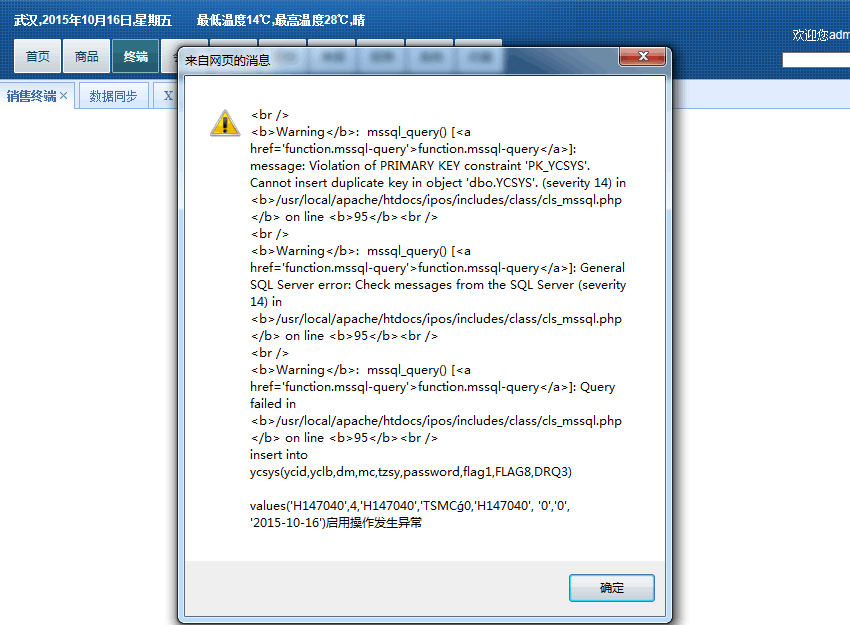 武汉,2015年10月16日,星期五 最低温度14℃,最高温度28℃,晴
欢迎您adm
首页 商品 终端
来自网页的消息
销售终端 × 数据同步 X
<br />
<b>Warning</b>: mssql_query() [<a
href='function.mssql-query'>function.mssql-query</a>]:
message: Violation of PRIMARY KEY constraint 'PK_YCSYS'.
Cannot insert duplicate key in object 'dbo.YCSYS'. (severity 14) in
<b>/usr/local/apache/htdocs/ipos/includes/class/cls_mssql.php
</b> on line <b>95</b><br />
<br />
<b>Warning</b>: mssql_query() [<a
href='function.mssql-query'>function.mssql-query</a>]: General
SQL Server error: Check messages from the SQL Server (severity
14) in
<b>/usr/local/apache/htdocs/ipos/includes/class/cls_mssql.php
</b> on line <b>95</b><br />
<br />
<b>Warning</b>: mssql_query() [<a
href='function.mssql-query'>function.mssql-query</a>]: Query
failed in
<b>/usr/local/apache/htdocs/ipos/includes/class/cls_mssql.php
</b> on line <b>95</b><br />
insert into
ycsys(ycid,yclb,dm,mc,tzsy,password,flag1,FLAG8,DRQ3)
values('H147040',4,'H147040','TSMCģ0,'H147040', '0','0',
'2015-10-16')启用操作发生异常
确定